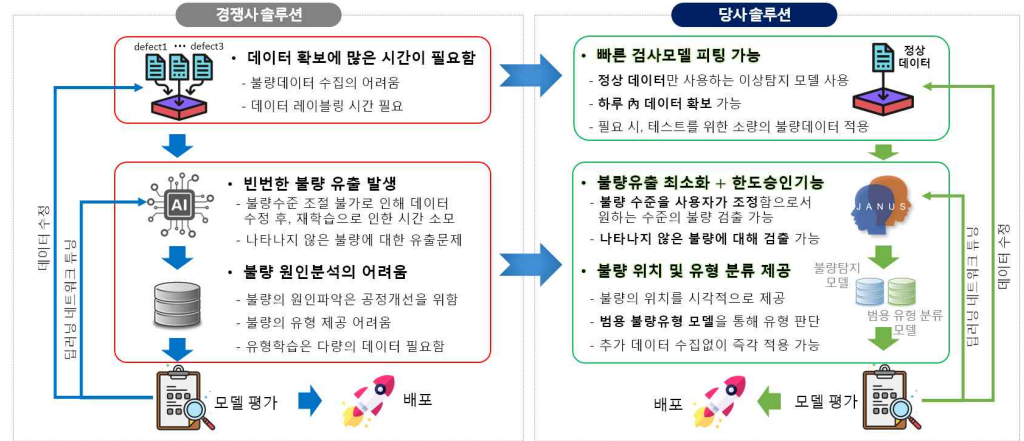 경쟁사솔루션
defect1 ··· defect3
• 데이터 확보에 많은 시간이 필요함
- 불량데이터 수집의 어려움
- 데이터 레이블링 시간 필요
AI
• 빈번한 불량 유출 발생
- 불량수준 조절 불가로 인해 데이터
수정 후, 재학습으로 인한 시간 소모
- 나타나지 않은 불량에 대한 유출문제
• 불량 원인분석의 어려움
- 불량의 원인파악은 공정개선을 위함
- 불량의 유형 제공 어려움
- 유형학습은 다량의 데이터 필요함
데이터 수정
딥러닝 네트워크 튜닝
모델 평가
배포
당사솔루션
• 빠른 검사모델 피팅 가능
- 정상 데이터만 사용하는 이상탐지 모델 사용
- 하루 內 데이터 확보 가능
- 필요 시, 테스트를 위한 소량의 불량데이터 적용
정상
데이터
• 불량유출 최소화 + 한도승인기능
- 불량 수준을 사용자가 조정함으로서
원하는 수준의 불량 검출 가능
- 나타나지 않은 불량에 대해 검출 가능
JANUS
• 불량 위치 및 유형 분류 제공
- 불량의 위치를 시각적으로 제공
- 범용 불량유형 모델을 통해 유형 판단
- 추가 데이터 수집없이 즉각 적용 가능
불량탐지
모델
범용 유형 분류
모델
딥러닝 네트워크 튜닝
데이터 수정
배포
모델 평가